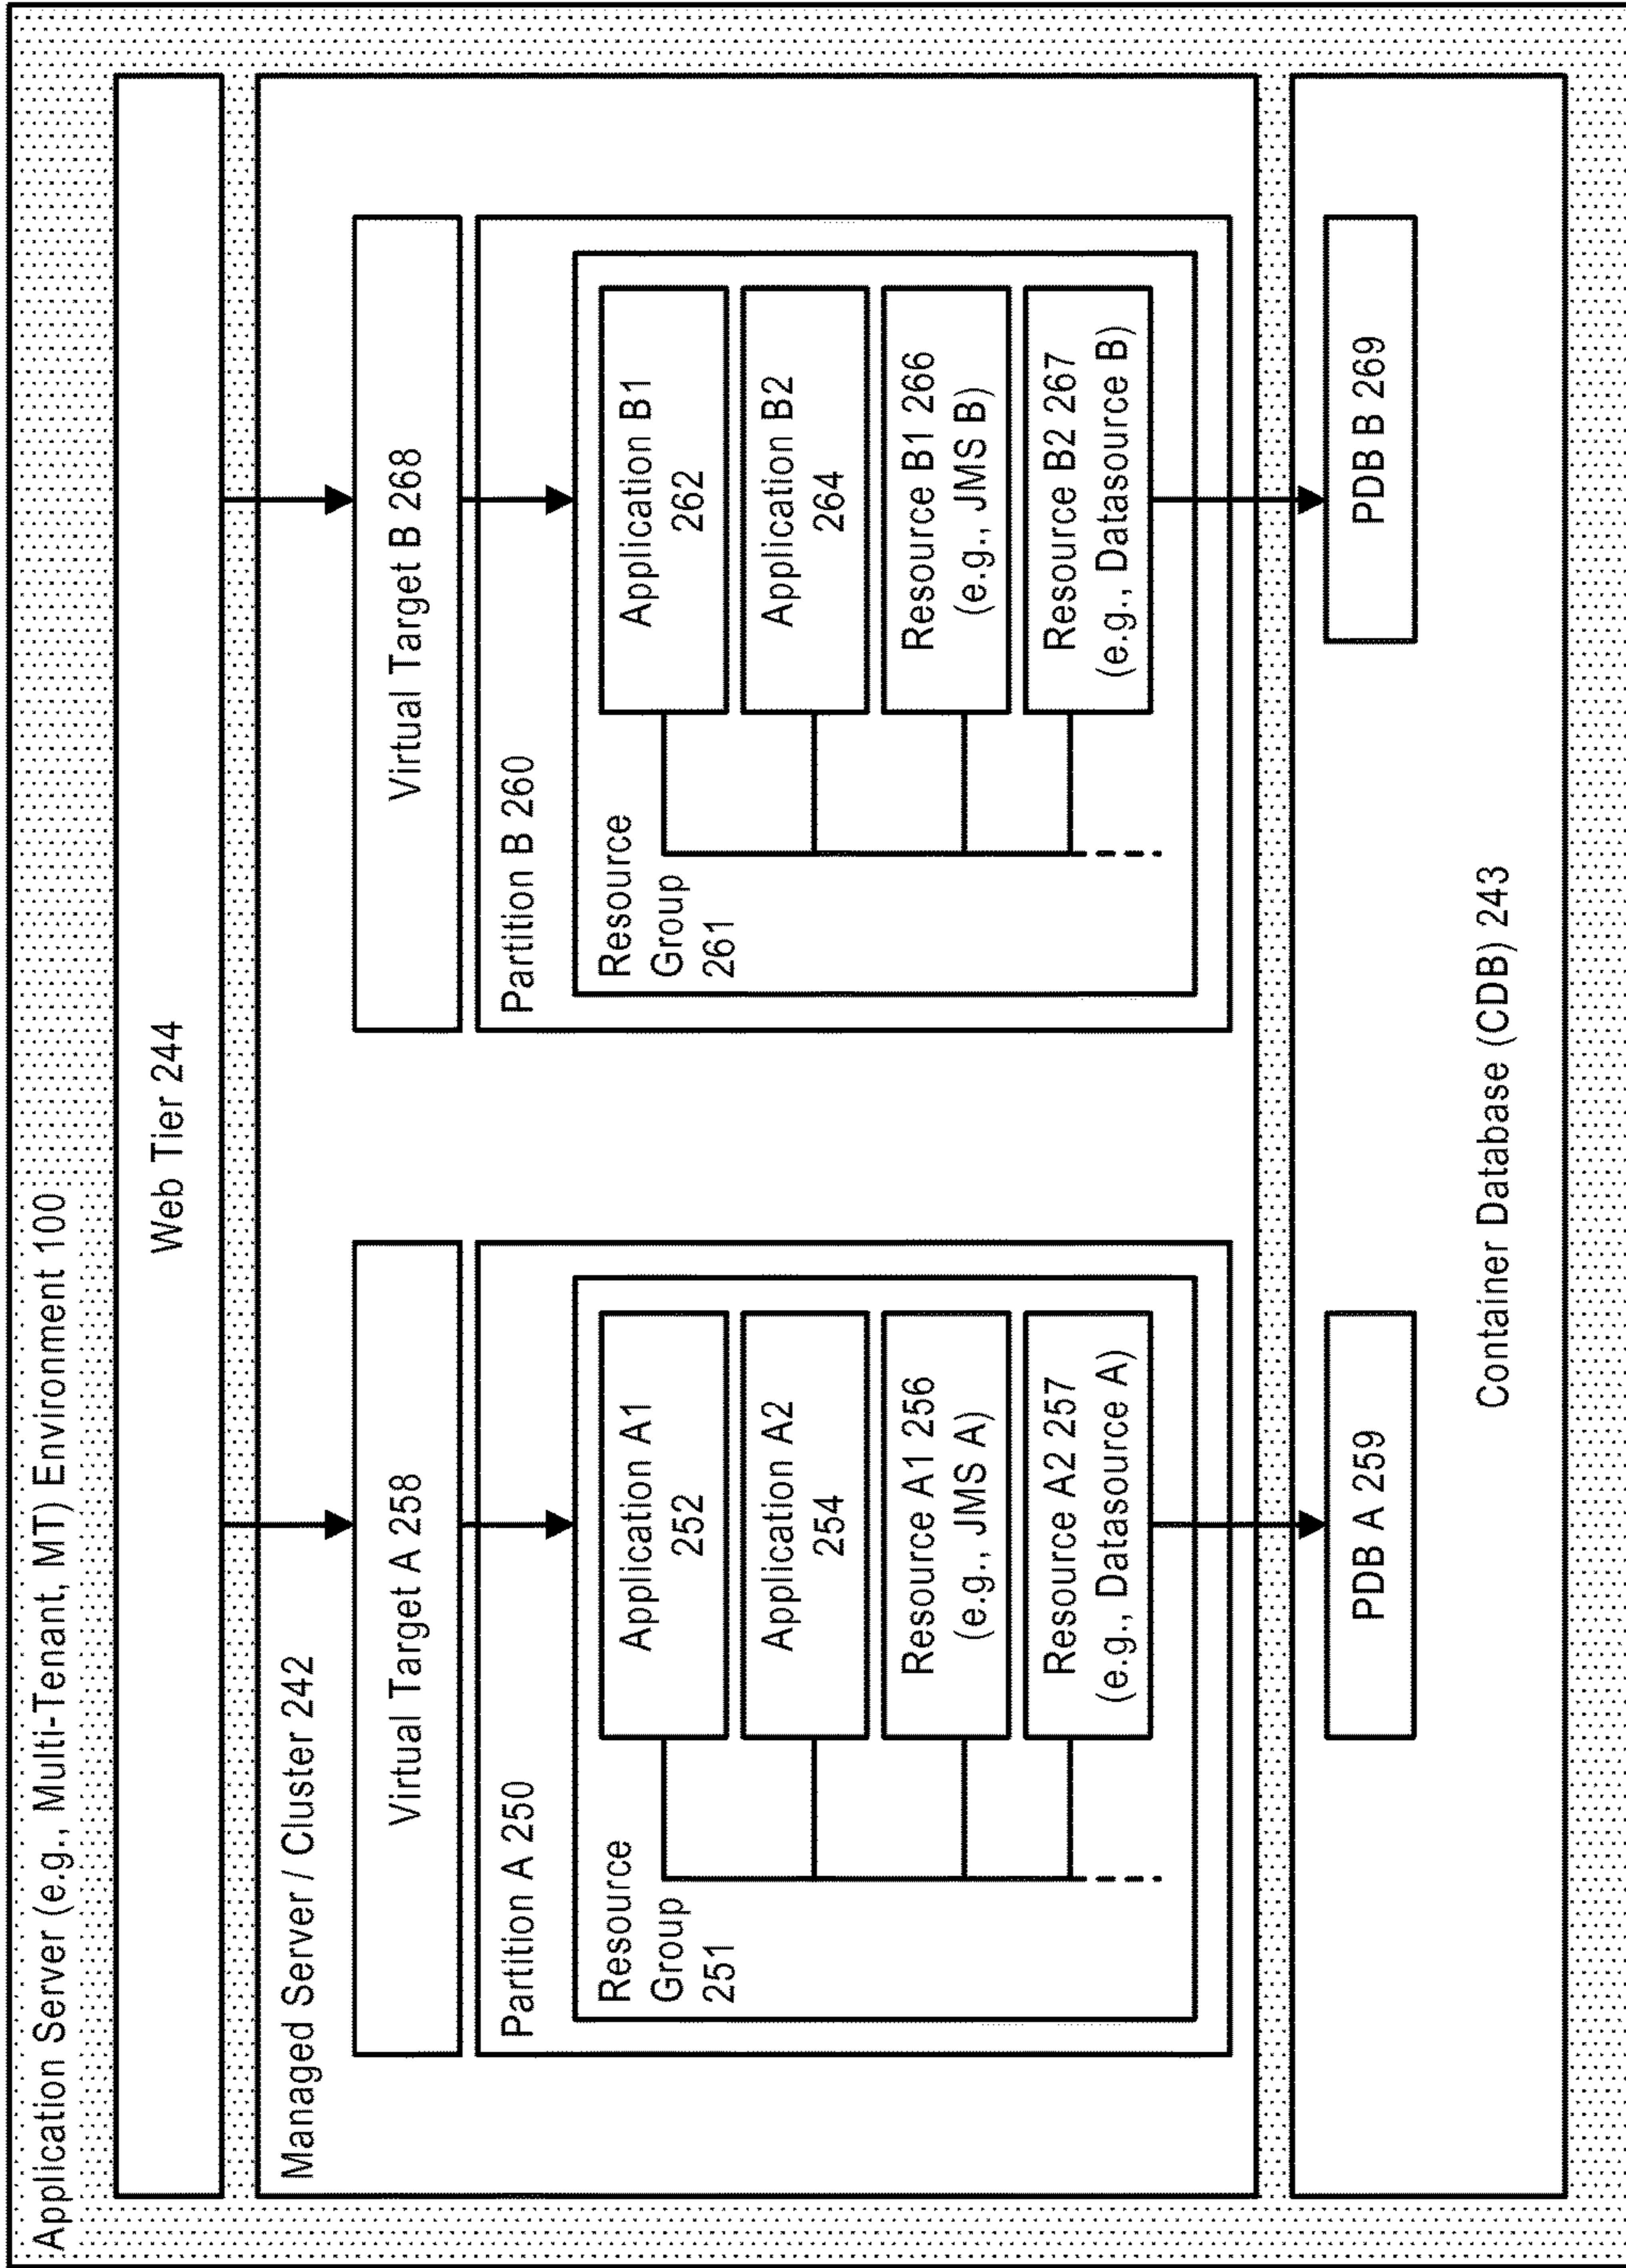 Application Server (e.g., Multi-Tenant, MT) Environment 100
Web Tier 244
Managed Server / Cluster 242
Virtual Target A 258
Partition A 250
Resource
Group
251
Application A1
252
Application A2
254
Resource A1 256
(e.g., JMS A)
Resource A2 257
(e.g., Datasource A)
Virtual Target B 268
Partition B 260
Resource
Group
261
Application B1
262
Application B2
264
Resource B1 266
(e.g., JMS B)
Resource B2 267
(e.g., Datasource B)
PDB A 259
PDB B 269
Container Database (CDB) 243